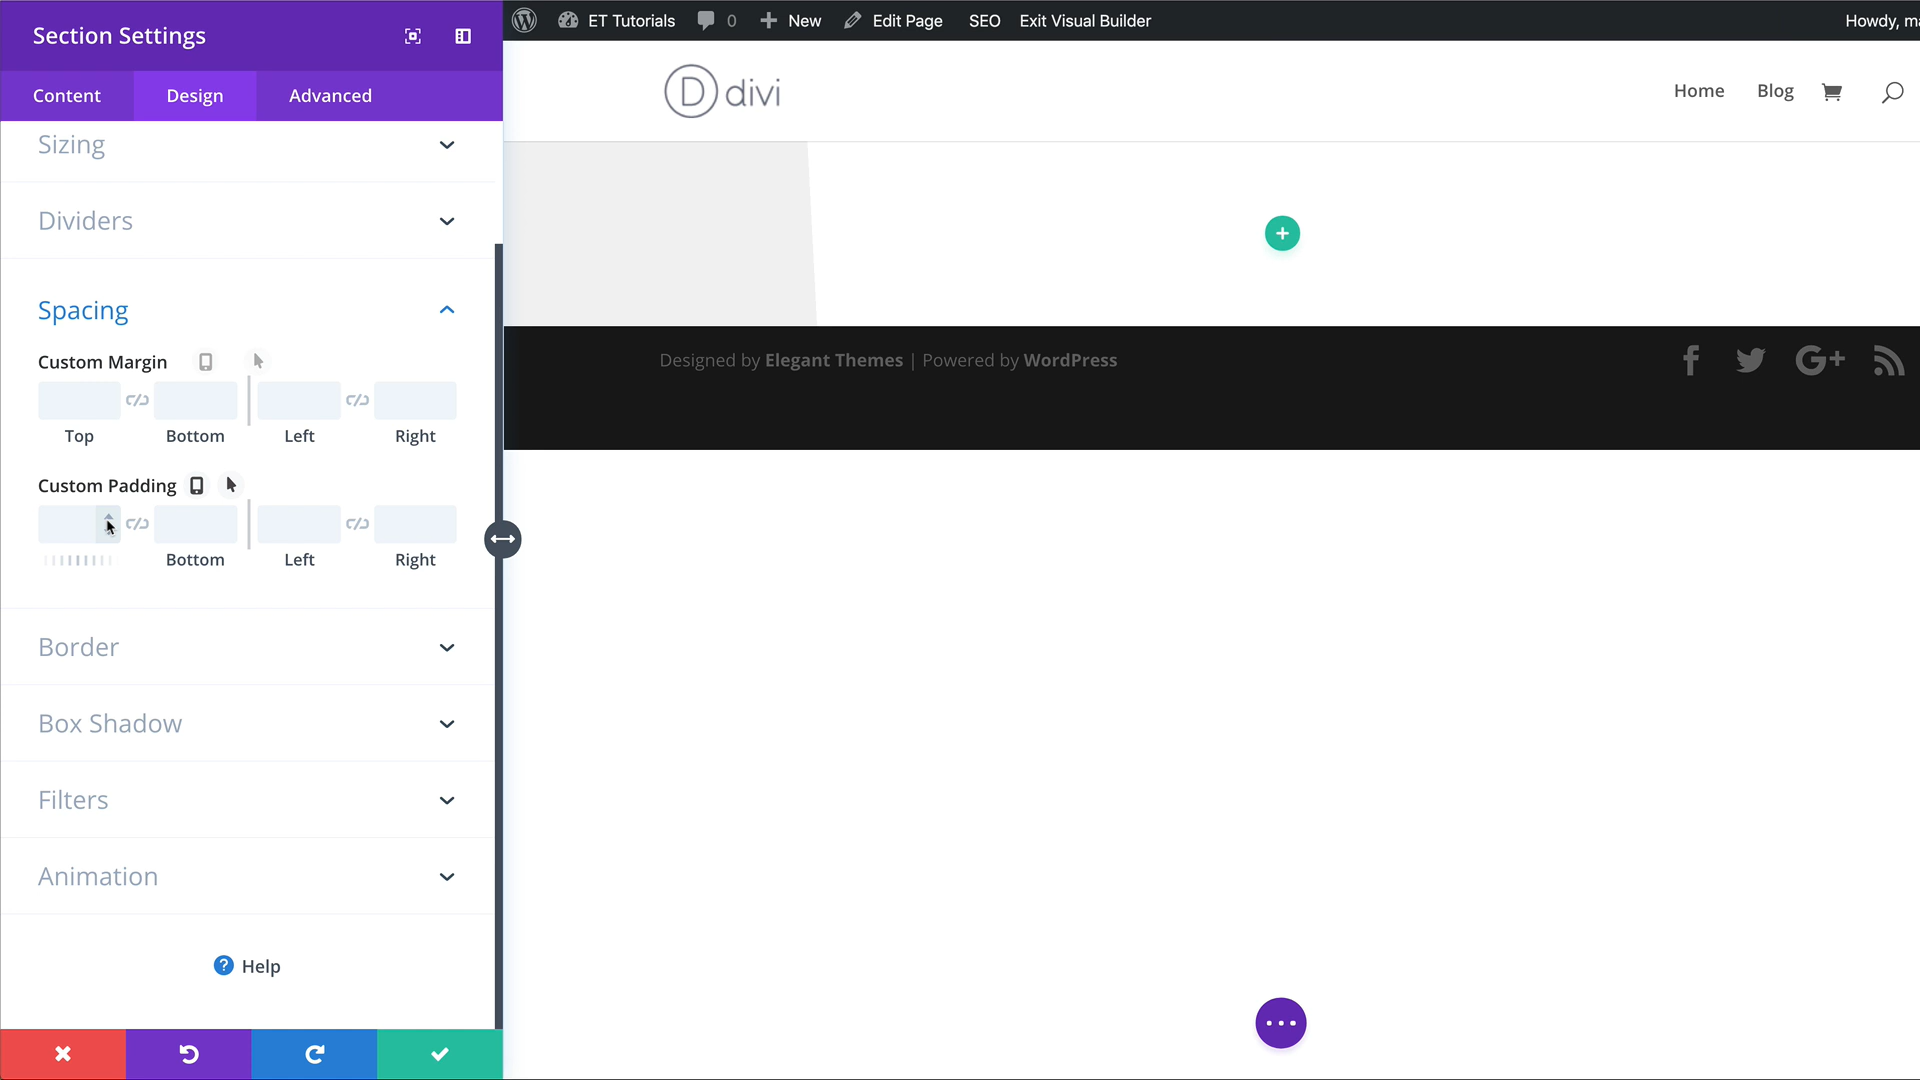 Section Settings
ET Tutorials 0 New Edit Page SEO Exit Visual Builder Howdy, ma
Content Design Advanced
D divi
Home Blog
Sizing
Dividers
Spacing
Custom Margin
Top Bottom Left Right
Custom Padding
Bottom Left Right
Designed by Elegant Themes | Powered by WordPress
Border
Box Shadow
Filters
Animation
? Help